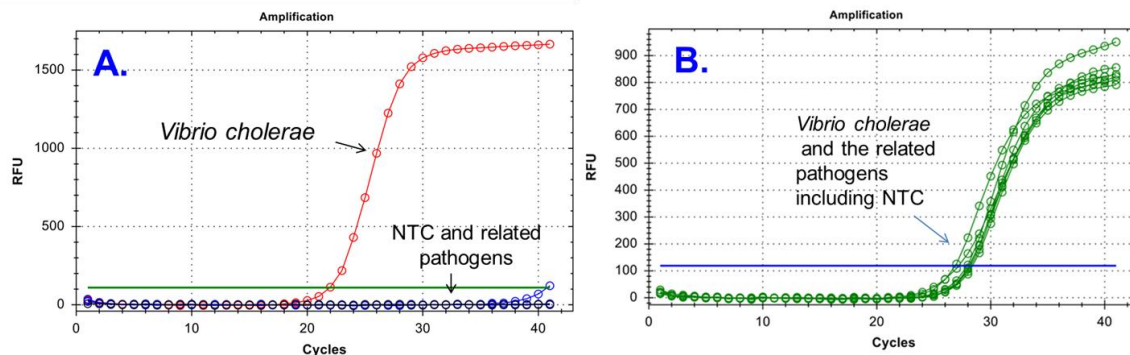 Amplification
A.
1500
1000
500
0
RFU
Vibrio cholerae
NTC and related
pathogens
0
10
20
30
40
Cycles
Amplification
B.
900
800
700
600
500
400
300
200
100
0
RFU
Vibrio cholerae
and the related
pathogens
including NTC
0
10
20
30
40
Cycles